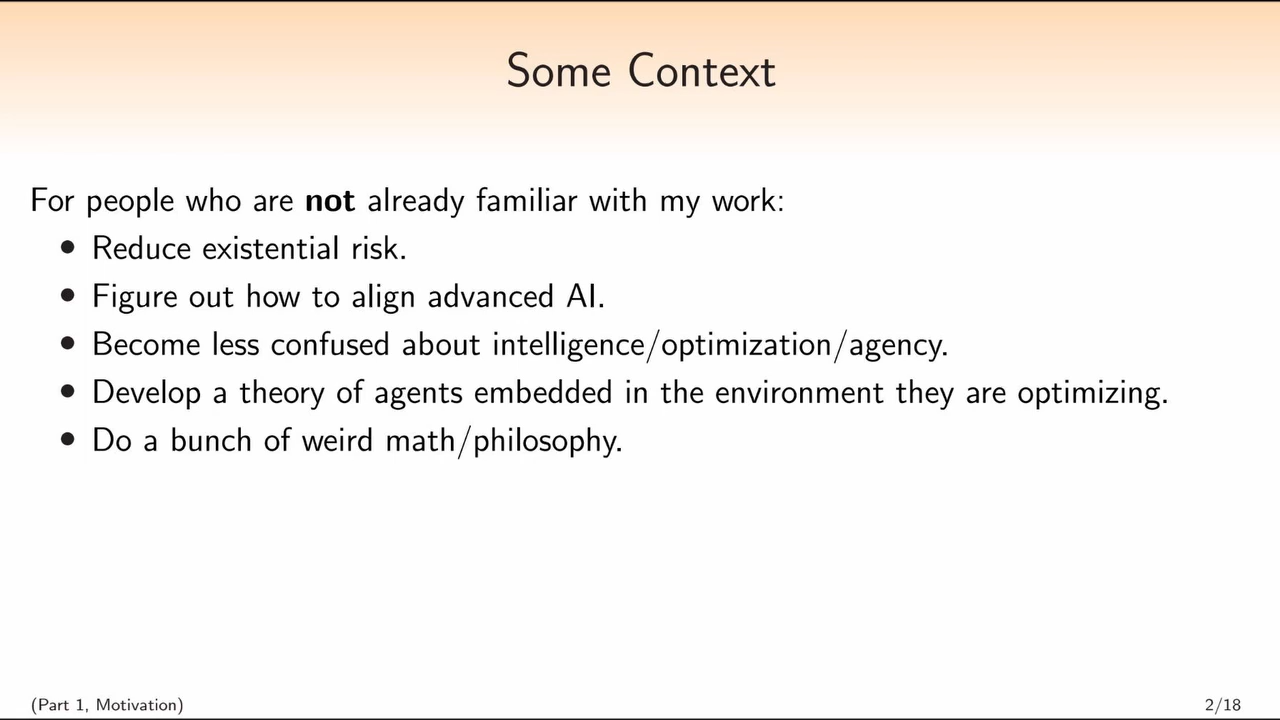 Some Context
For people who are not already familiar with my work:
• Reduce existential risk.
• Figure out how to align advanced AI.
• Become less confused about intelligence/optimization/agency.
• Develop a theory of agents embedded in the environment they are optimizing.
• Do a bunch of weird math/philosophy.
(Part 1, Motivation)
2/18